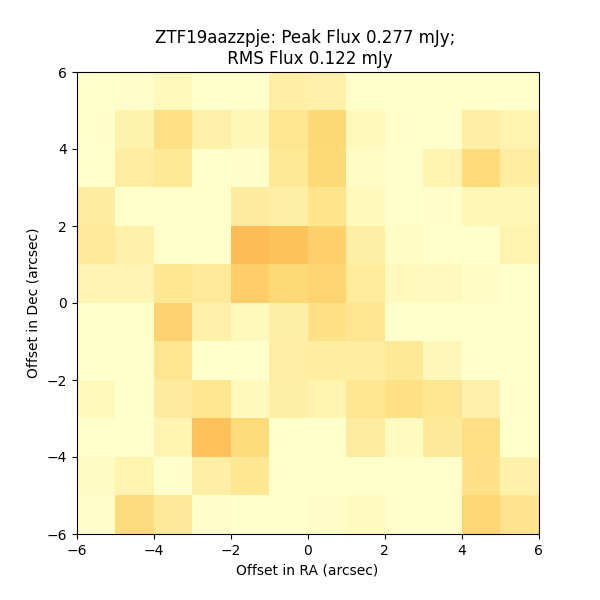 ZTF19aazzpje: Peak Flux 0.277 mJy;
RMS Flux 0.122 mJy
6
4
2
0
−2
−4
−6
−6 −4 −2 0 2 4 6
Offset in Dec (arcsec)
Offset in RA (arcsec)